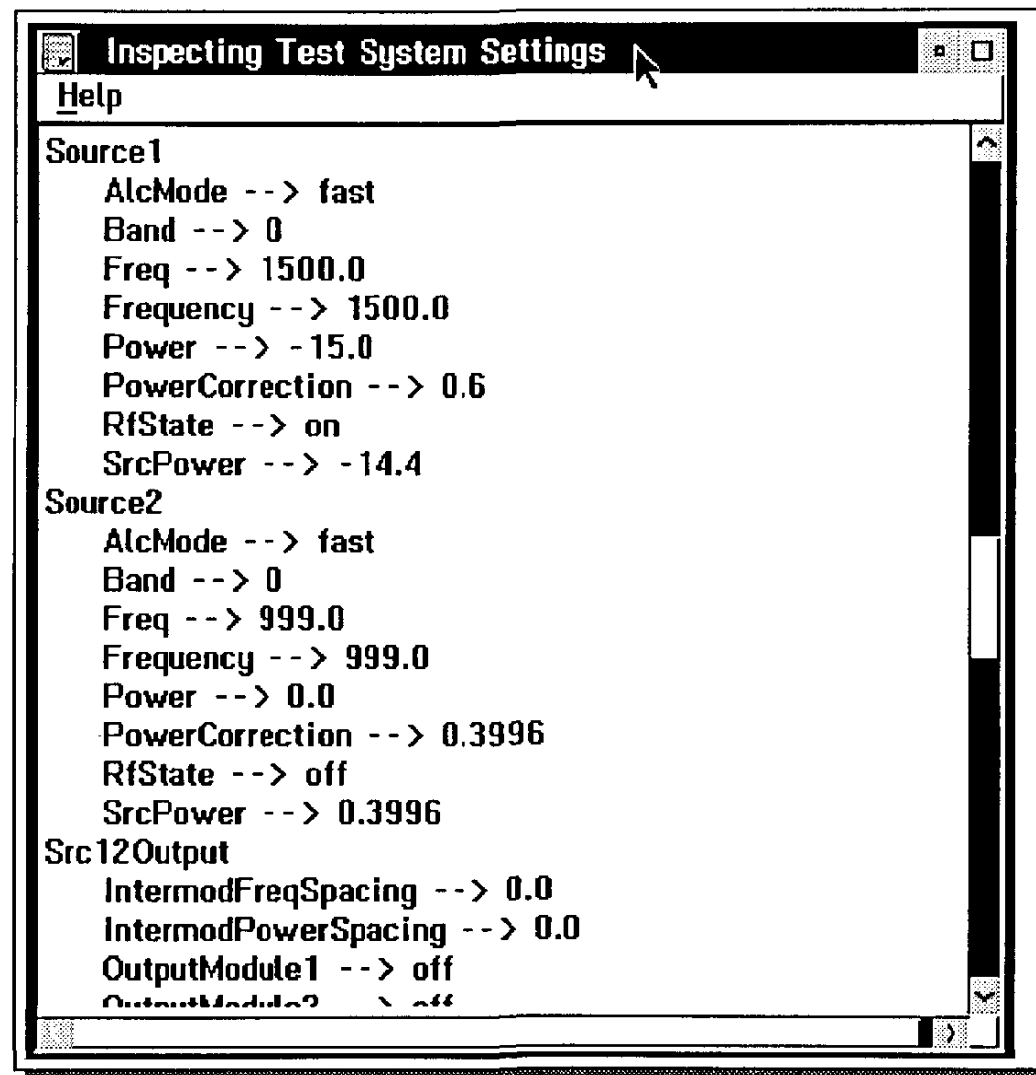 Inspecting Test System Settings
Help
Source1
AlcMode --> fast
Band --> 0
Freq --> 1500.0
Frequency --> 1500.0
Power --> -15.0
PowerCorrection --> 0.6
RfState --> on
SrcPower --> -14.4
Source2
AlcMode --> fast
Band --> 0
Freq --> 999.0
Frequency --> 999.0
Power --> 0.0
PowerCorrection --> 0.3996
RfState --> off
SrcPower --> 0.3996
Src12Output
IntermodFreqSpacing --> 0.0
IntermodPowerSpacing --> 0.0
OutputModule1 --> off
OutputModule2 --> off